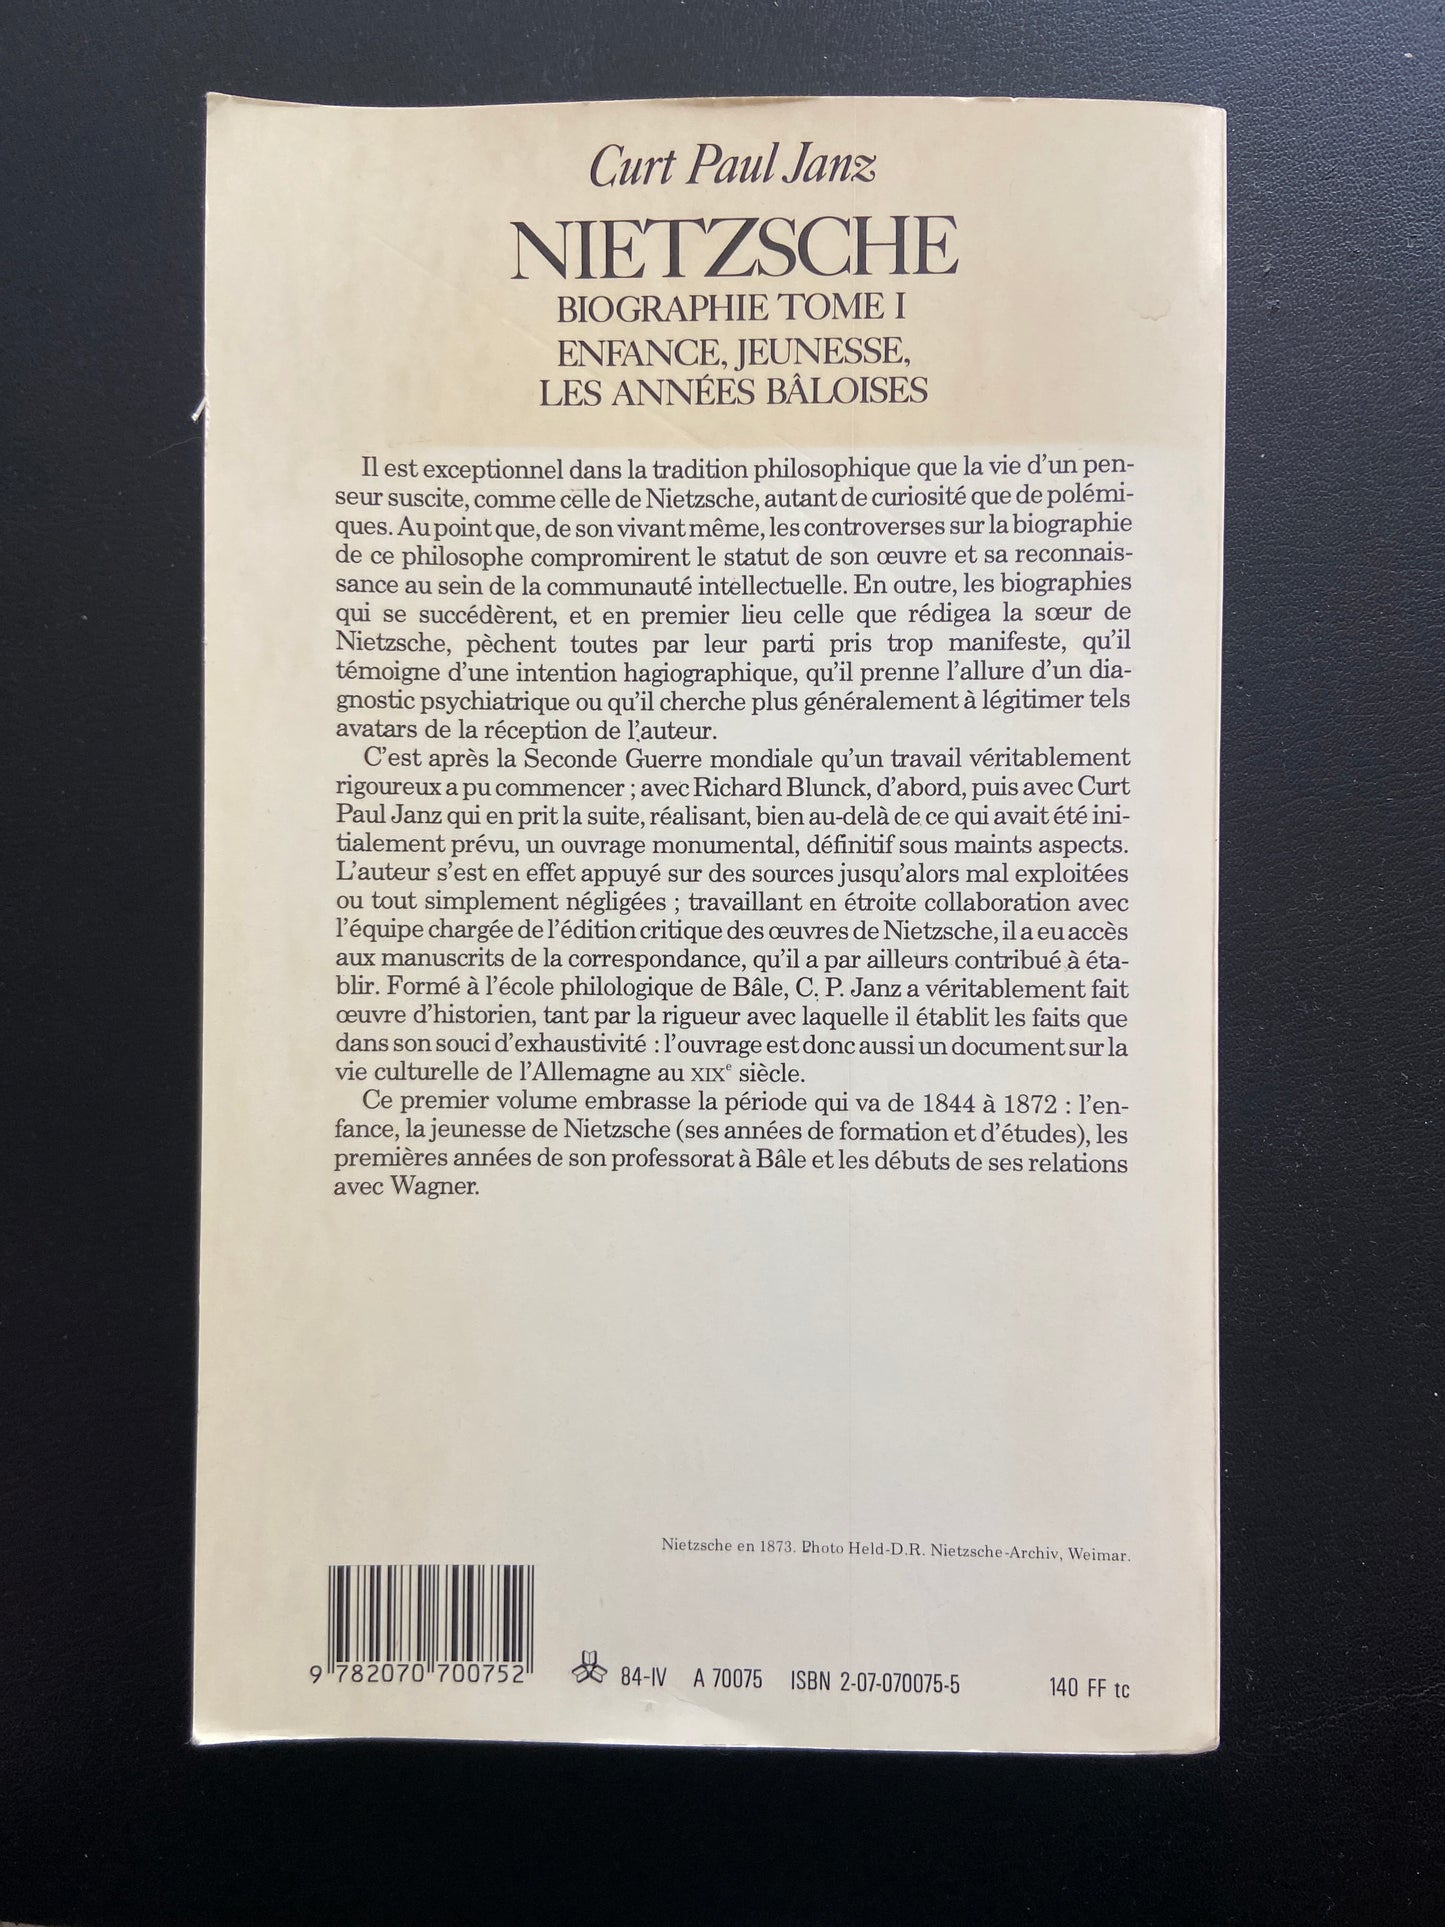 Curt Paul Janz
NIETZSCHE
BIOGRAPHIE TOME I
ENFANCE, JEUNESSE,
LES ANNÉES BÂLOISES
Il est exceptionnel dans la tradition philosophique que la vie d'un pen-
seur suscite, comme celle de Nietzsche, autant de curiosité que de polémi-
ques. Au point que, de son vivant même, les controverses sur la biographie
de ce philosophe compromirent le statut de son œuvre et sa reconnais-
sance au sein de la communauté intellectuelle. En outre, les biographies
qui se succédèrent, et en premier lieu celle que rédigea la sœur de
Nietzsche, pèchent toutes par leur parti pris trop manifeste, qu'il
témoigne d'une intention hagiographique, qu'il prenne l'allure d'un dia-
gnostic psychiatrique ou qu'il cherche plus généralement à légitimer tels
avatars de la réception de l'auteur.
C'est après la Seconde Guerre mondiale qu'un travail véritablement
rigoureux a pu commencer ; avec Richard Blunck, d'abord, puis avec Curt
Paul Janz qui en prit la suite, réalisant, bien au-delà de ce qui avait été ini-
tialement prévu, un ouvrage monumental, définitif sous maints aspects.
L'auteur s'est en effet appuyé sur des sources jusqu'alors mal exploitées
ou tout simplement négligées ; travaillant en étroite collaboration avec
l'équipe chargée de l'édition critique des œuvres de Nietzsche, il a eu accès
aux manuscrits de la correspondance, qu'il a par ailleurs contribué à éta-
blir. Formé à l'école philologique de Bâle, C. P. Janz a véritablement fait
œuvre d'historien, tant par la rigueur avec laquelle il établit les faits que
dans son souci d'exhaustivité : l'ouvrage est donc aussi un document sur la
vie culturelle de l'Allemagne au XIXe siècle.
Ce premier volume embrasse la période qui va de 1844 à 1872 : l'en-
fance, la jeunesse de Nietzsche (ses années de formation et d'études), les
premières années de son professorat à Bâle et les débuts de ses relations
avec Wagner.
Nietzsche en 1873. Photo Held-D.R. Nietzsche-Archiv, Weimar.
9 782070 700752 84-IV A 70075 ISBN 2-07-070075-5 140 FF tc